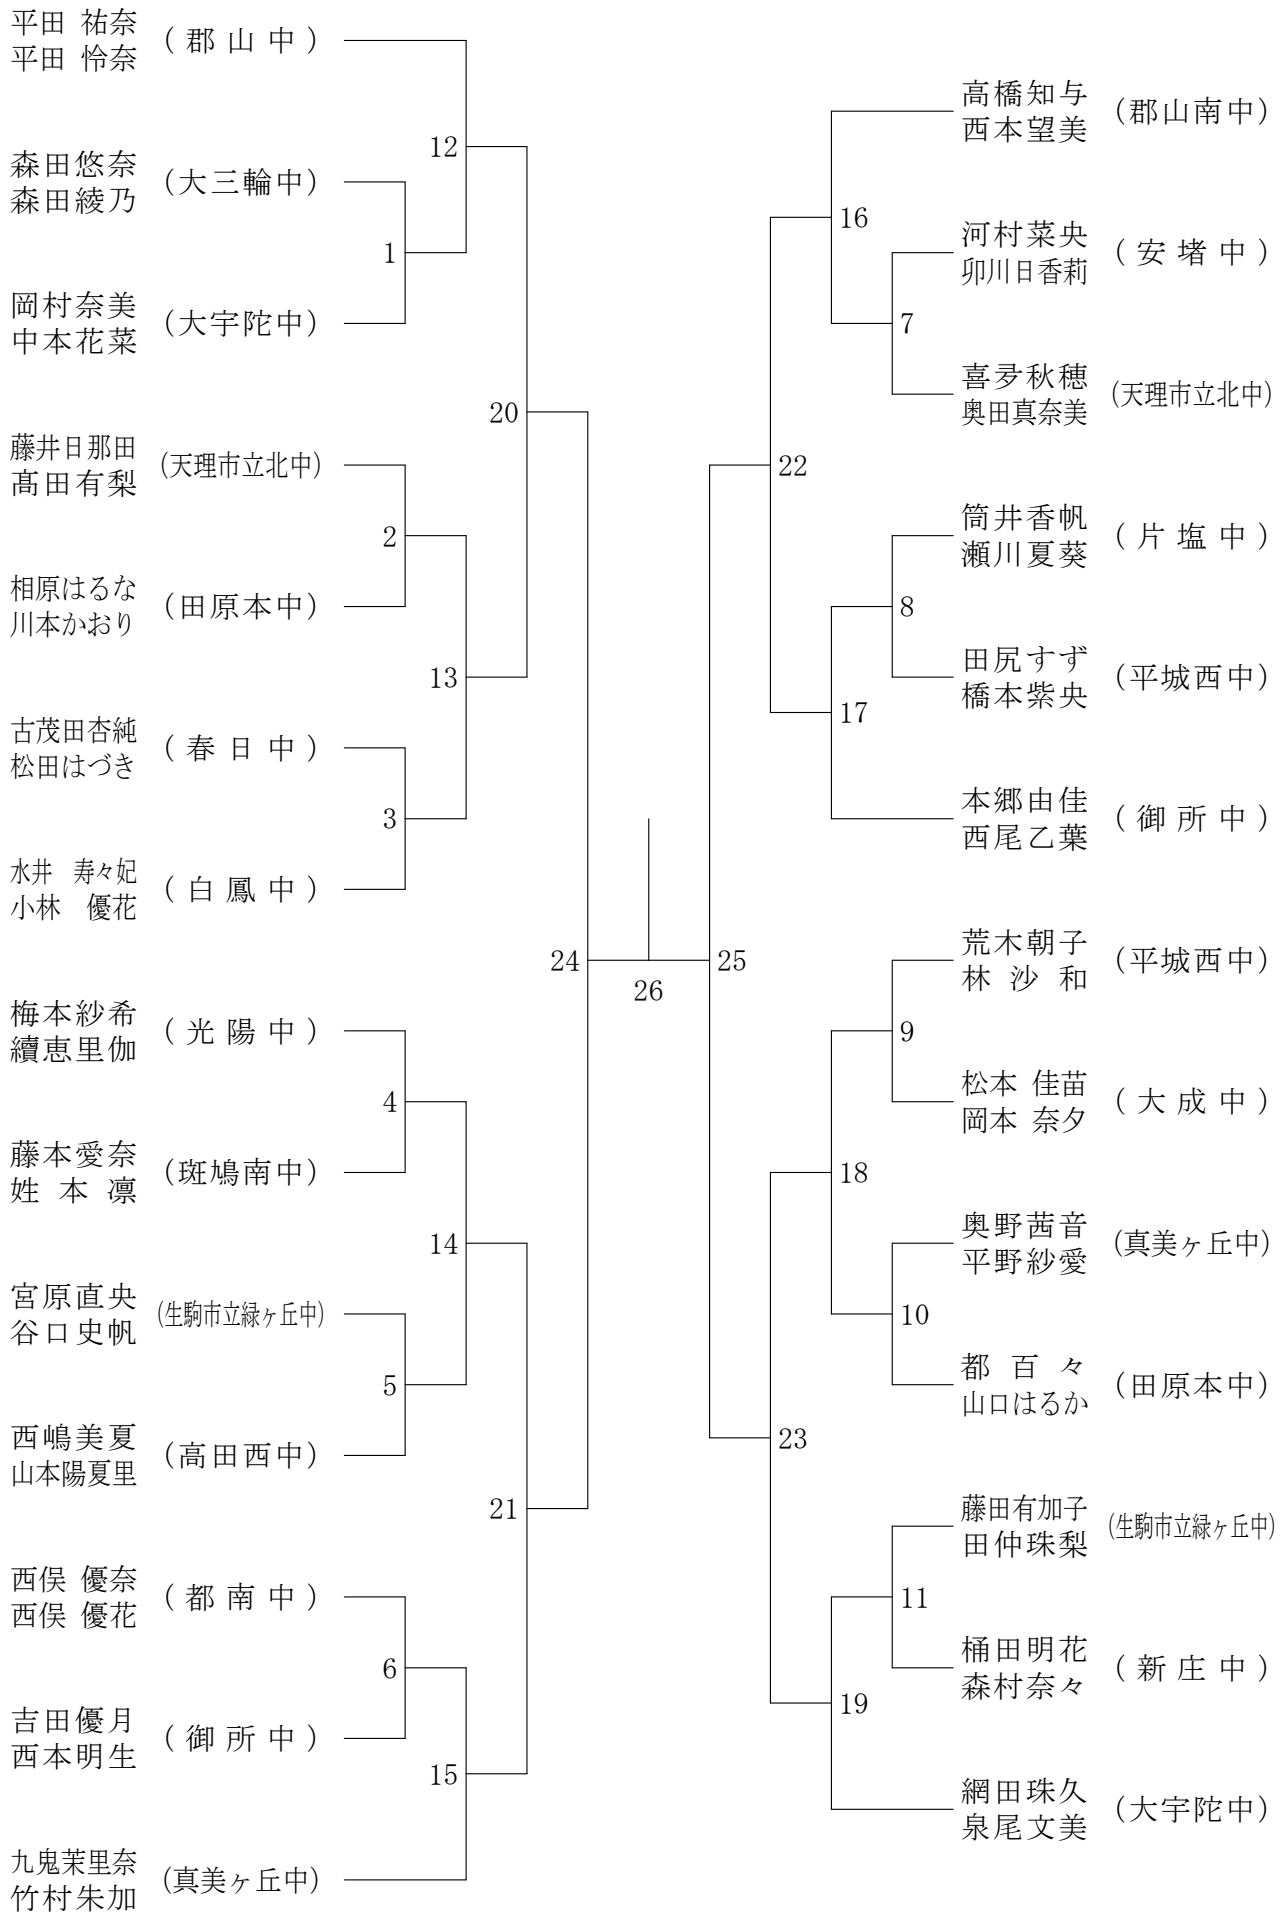 平田 祐奈
平田 怜奈
(郡山中)
森田悠奈
森田綾乃
(大三輪中)
岡村奈美
中本花菜
(大宇陀中)
藤井日那田
髙田有梨
(天理市立北中)
相原はるな
川本かおり
(田原本中)
古茂田杏純
松田はづき
(春日中)
水井 寿々妃
小林 優花
(白鳳中)
梅本紗希
續恵里伽
(光陽中)
藤本愛奈
姓本凛
(斑鳩南中)
宮原直央
谷口史帆
(生駒市立緑ヶ丘中)
西嶋美夏
山本陽夏里
(高田西中)
西俣 優奈
西俣 優花
(都南中)
吉田優月
西本明生
(御所中)
九鬼茉里奈
竹村朱加
(真美ヶ丘中)
1
2
3
4
5
6
12
13
14
15
20
21
24
26
25
22
23
16
17
18
19
7
8
9
10
11
高橋知与
西本望美
(郡山南中)
河村菜央
卯川日香莉
(安堵中)
喜夛秋穂
奥田真奈美
(天理市立北中)
筒井香帆
瀬川夏葵
(片塩中)
田尻すず
橋本紫央
(平城西中)
本郷由佳
西尾乙葉
(御所中)
荒木朝子
林沙和
(平城西中)
松本 佳苗
岡本 奈夕
(大成中)
奥野茜音
平野紗愛
(真美ヶ丘中)
都百々
山口はるか
(田原本中)
藤田有加子
田仲珠梨
(生駒市立緑ヶ丘中)
桶田明花
森村奈々
(新庄中)
網田珠久
泉尾文美
(大宇陀中)